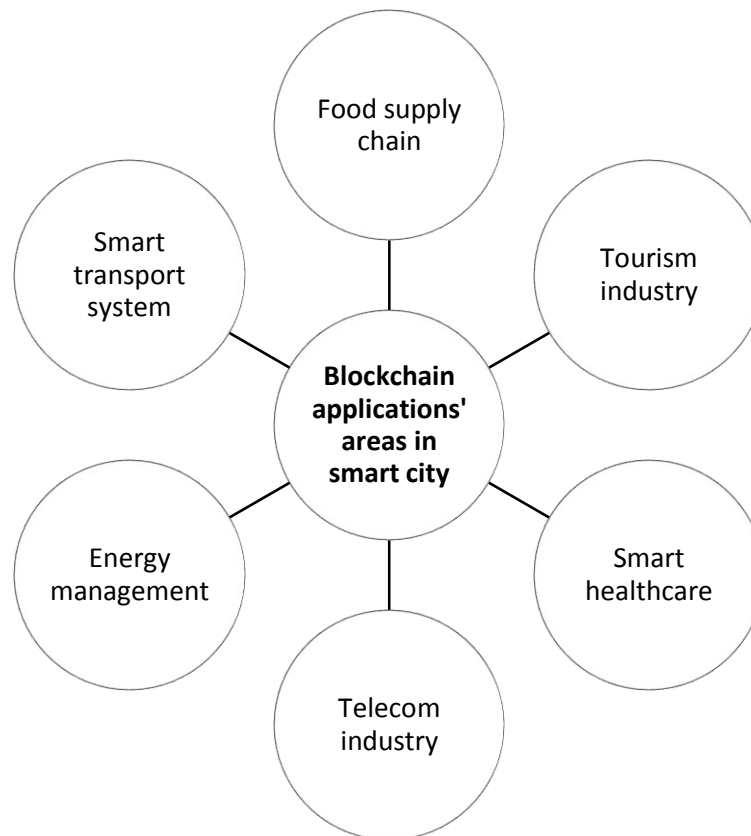 Food supply
chain
Smart
transport
system
Tourism
industry
Blockchain
applications'
areas in
smart city
Energy
management
Smart
healthcare
Telecom
industry